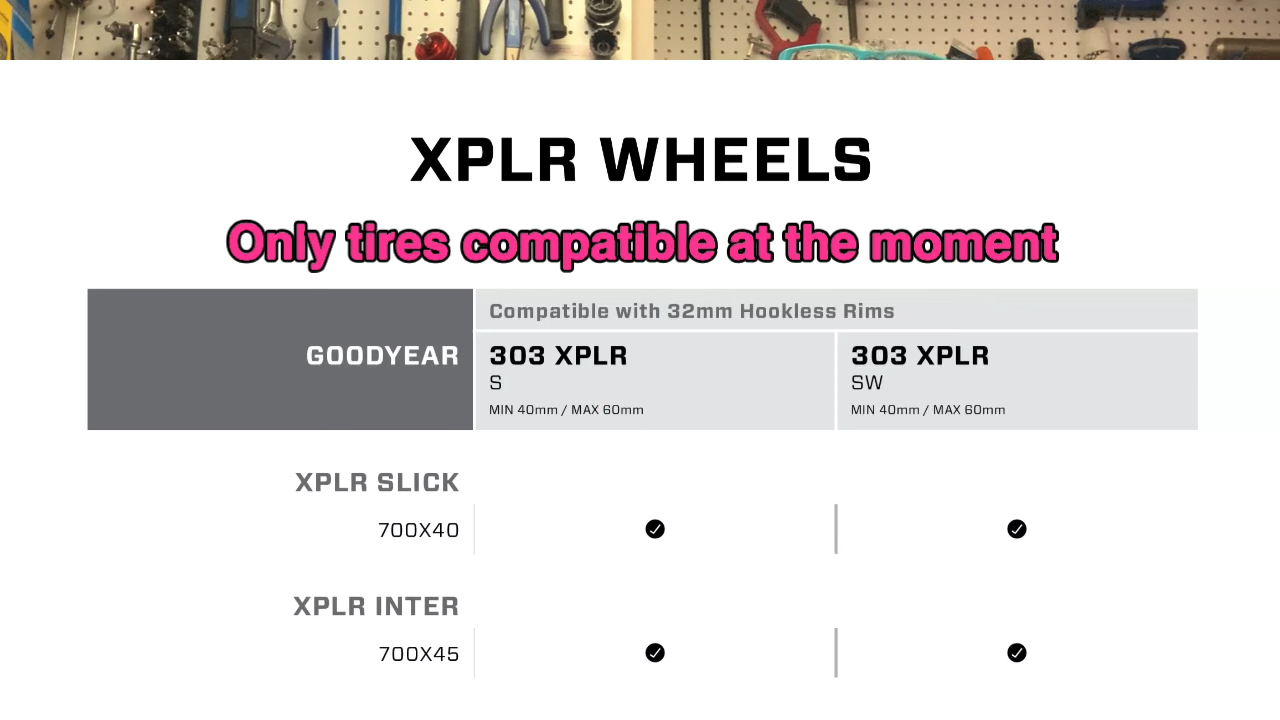 XPLR WHEELS
Only tires compatible at the moment
Compatible with 32mm Hookless Rims
GOODYEAR
303 XPLR
S
MIN 40mm / MAX 60mm
303 XPLR
SW
MIN 40mm / MAX 60mm
XPLR SLICK
700X40
XPLR INTER
700X45